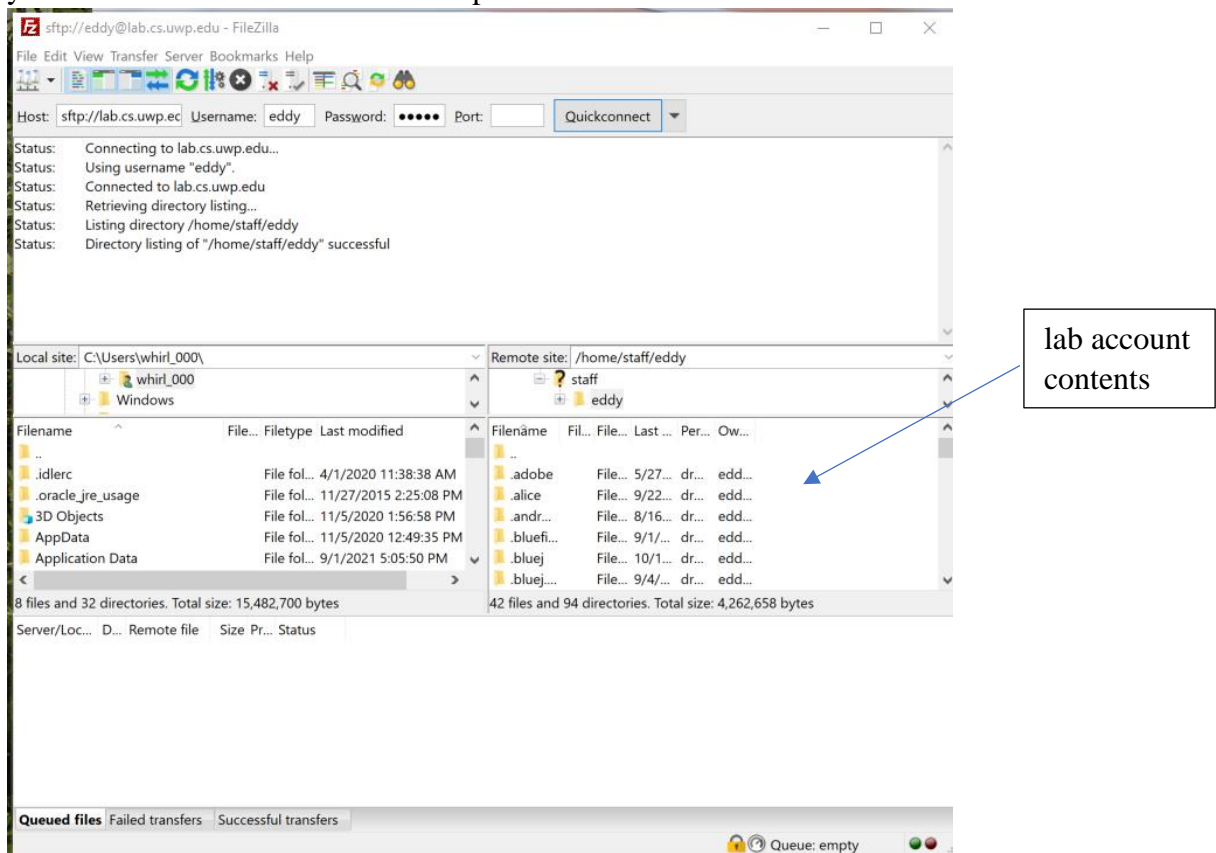 sftp://eddy@lab.cs.uwp.edu - FileZilla
File Edit View Transfer Server Bookmarks Help
Host: sftp://lab.cs.uwp.ec Username: eddy Password: ●●●●● Port: Quickconnect
Status: Connecting to lab.cs.uwp.edu...
Status: Using username "eddy".
Status: Connected to lab.cs.uwp.edu
Status: Retrieving directory listing...
Status: Listing directory /home/staff/eddy
Status: Directory listing of "/home/staff/eddy" successful
lab account
contents
Local site: C:\Users\whirl_000\
whirl_000
Windows
Remote site: /home/staff/eddy
? staff
eddy
Filename File... Filetype Last modified
..
.idlerc File fol... 4/1/2020 11:38:38 AM
.oracle_jre_usage File fol... 11/27/2015 2:25:08 PM
3D Objects File fol... 11/5/2020 1:56:58 PM
AppData File fol... 11/5/2020 12:49:35 PM
Application Data File fol... 9/1/2021 5:05:50 PM
8 files and 32 directories. Total size: 15,482,700 bytes
Filename Fil... File... Last ... Per... Ow...
..
.adobe File... 5/27... dr... edd...
.alice File... 9/22... dr... edd...
.andr... File... 8/16... dr... edd...
.bluefi... File... 9/1/... dr... edd...
.bluej File... 10/1... dr... edd...
.bluej.... File... 9/4/... dr... edd...
42 files and 94 directories. Total size: 4,262,658 bytes
Server/Loc... D... Remote file Size Pr... Status
Queued files Failed transfers Successful transfers
Queue: empty